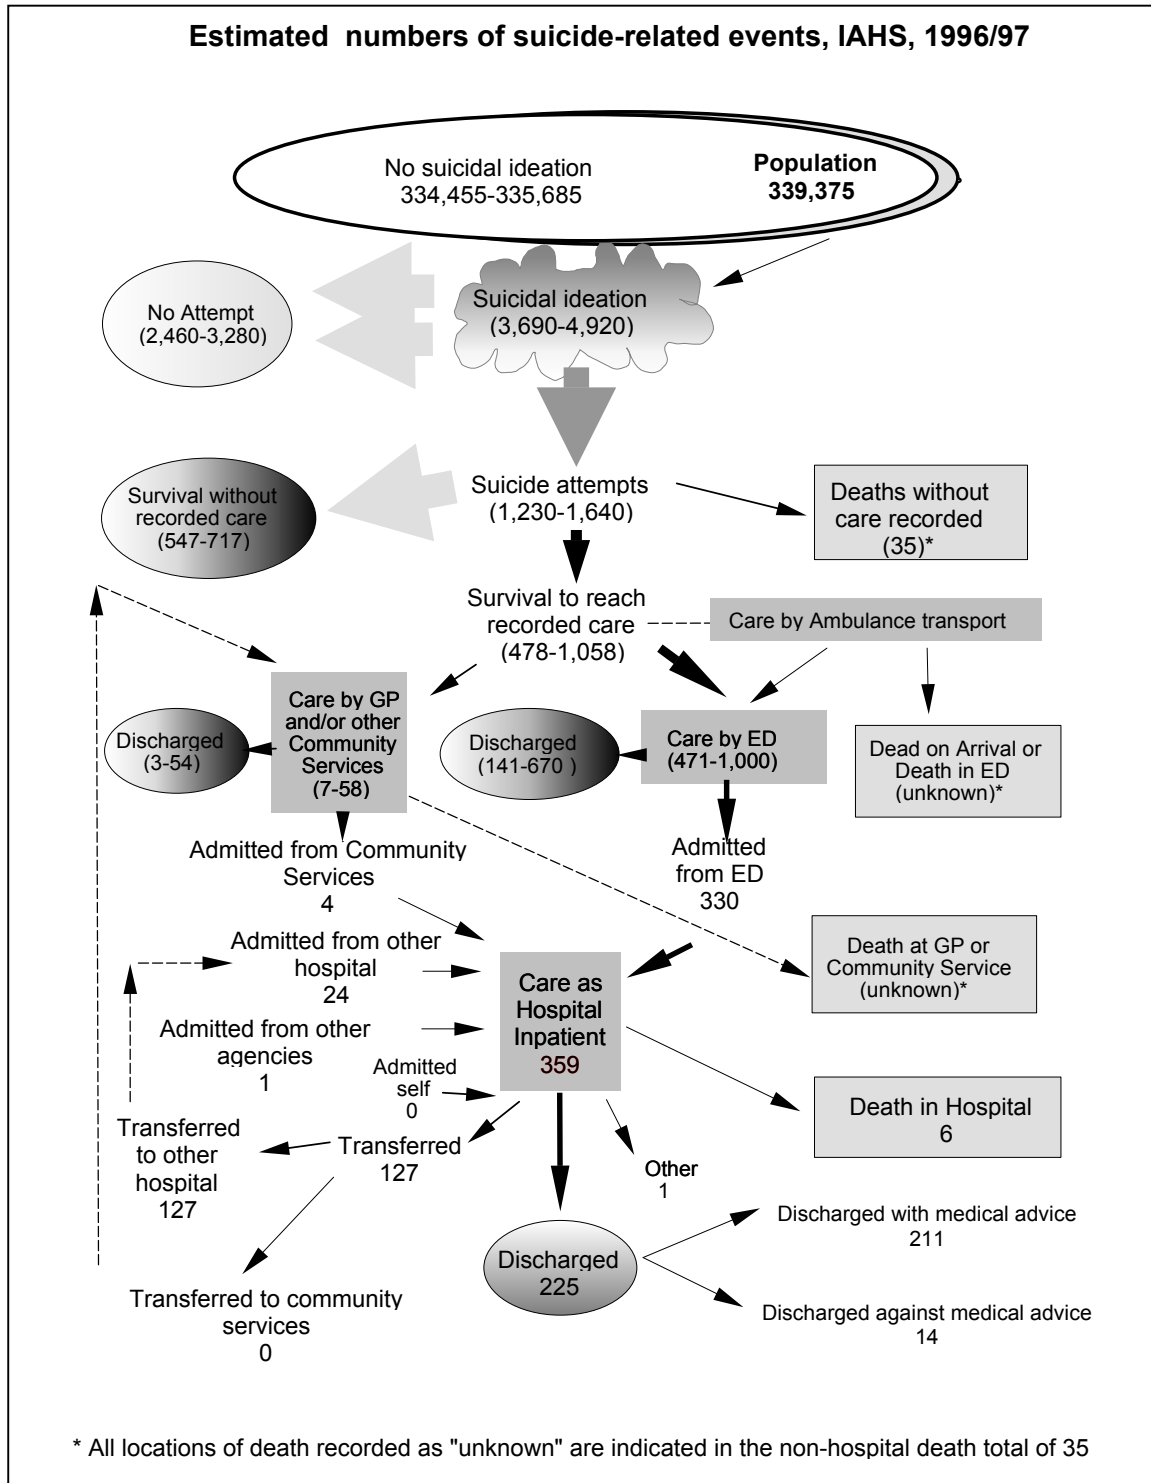 Estimated numbers of suicide-related events, IAHS, 1996/97
No suicidal ideation
334,455-335,685
Population
339,375
Suicidal ideation
(3,690-4,920)
No Attempt
(2,460-3,280)
Suicide attempts
(1,230-1,640)
Survival without
recorded care
(547-717)
Deaths without
care recorded
(35)*
Survival to reach
recorded care
(478-1,058)
Care by Ambulance transport
Care by GP
and/or other
Community
Services
(7-58)
Discharged
(3-54)
Discharged
(141-670 )
Care by ED
(471-1,000)
Dead on Arrival or
Death in ED
(unknown)*
Admitted from Community
Services
4
Admitted
from ED
330
Admitted from other
hospital
24
Care as
Hospital
Inpatient
359
Death at GP or
Community Service
(unknown)*
Admitted from other
agencies
1
Admitted
self
0
Death in Hospital
6
Transferred
to other
hospital
127
Transferred
127
Other
1
Discharged
225
Discharged with medical advice
211
Transferred to community
services
0
Discharged against medical advice
14
* All locations of death recorded as "unknown" are indicated in the non-hospital death total of 35